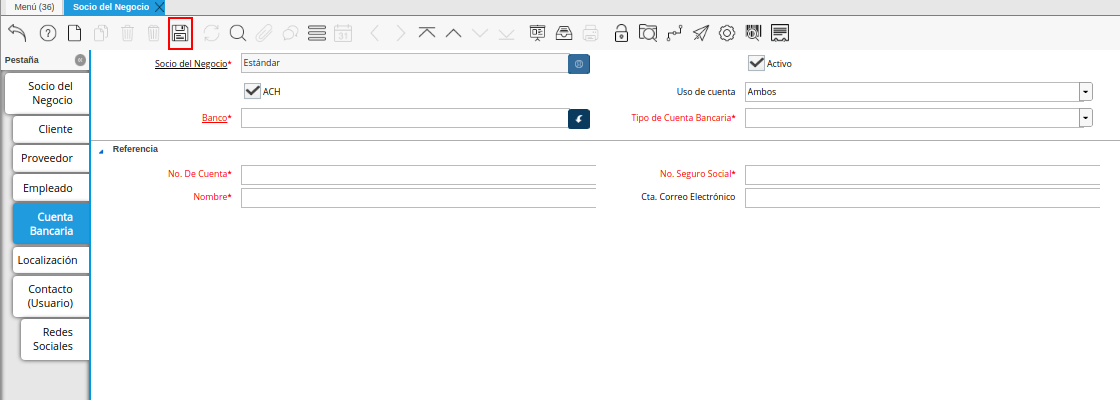 Menú (36) Socio del Negocio
Pestaña
Socio del
Negocio
Cliente
Proveedor
Empleado
Cuenta
Bancaria
Localización
Contacto
(Usuario)
Redes
Sociales
31
Socio del Negocio* Estándar Activo
ACH Uso de cuenta Ambos
Banco* Tipo de Cuenta Bancaria*
Referencia
No. De Cuenta* No. Seguro Social*
Nombre* Cta. Correo Electrónico